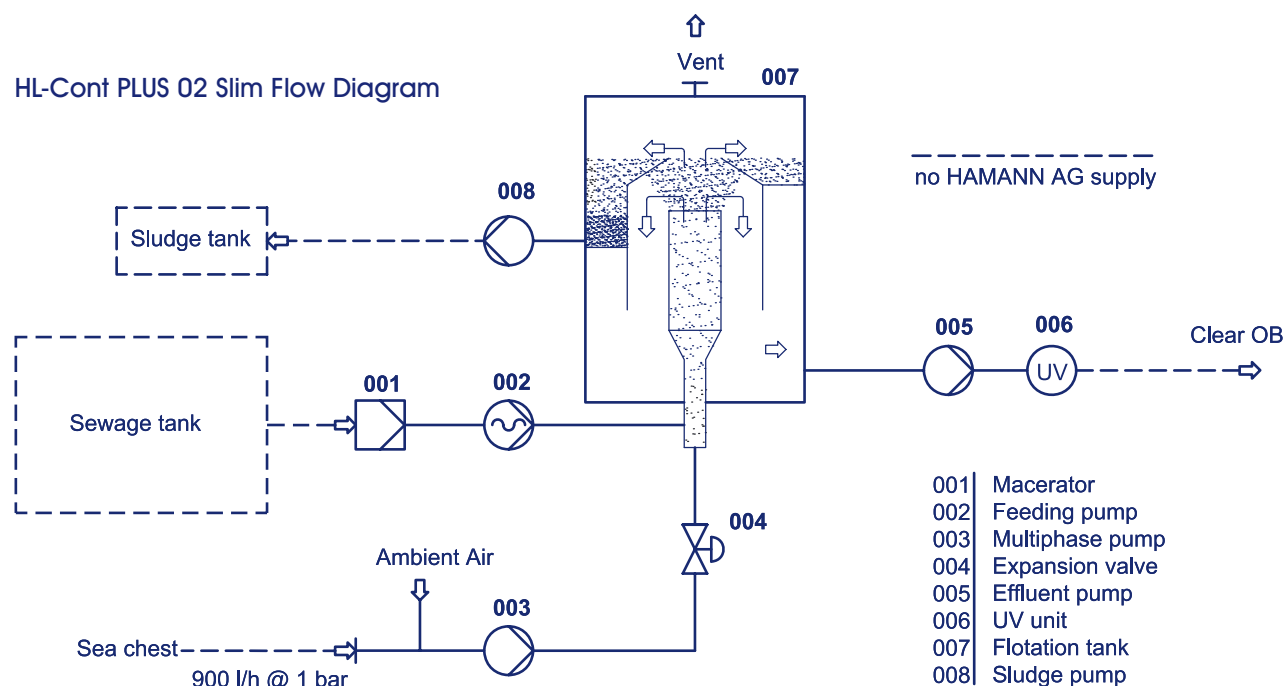 Vent
007
HL-Cont PLUS 02 Slim Flow Diagram
no HAMANN AG supply
008
Sludge tank
005
006
Clear OB
UV
001
002
Sewage tank
004
Ambient Air
003
Sea chest
900 l/h @ 1 bar
001 Macerator
002 Feeding pump
003 Multiphase pump
004 Expansion valve
005 Effluent pump
006 UV unit
007 Flotation tank
008 Sludge pump